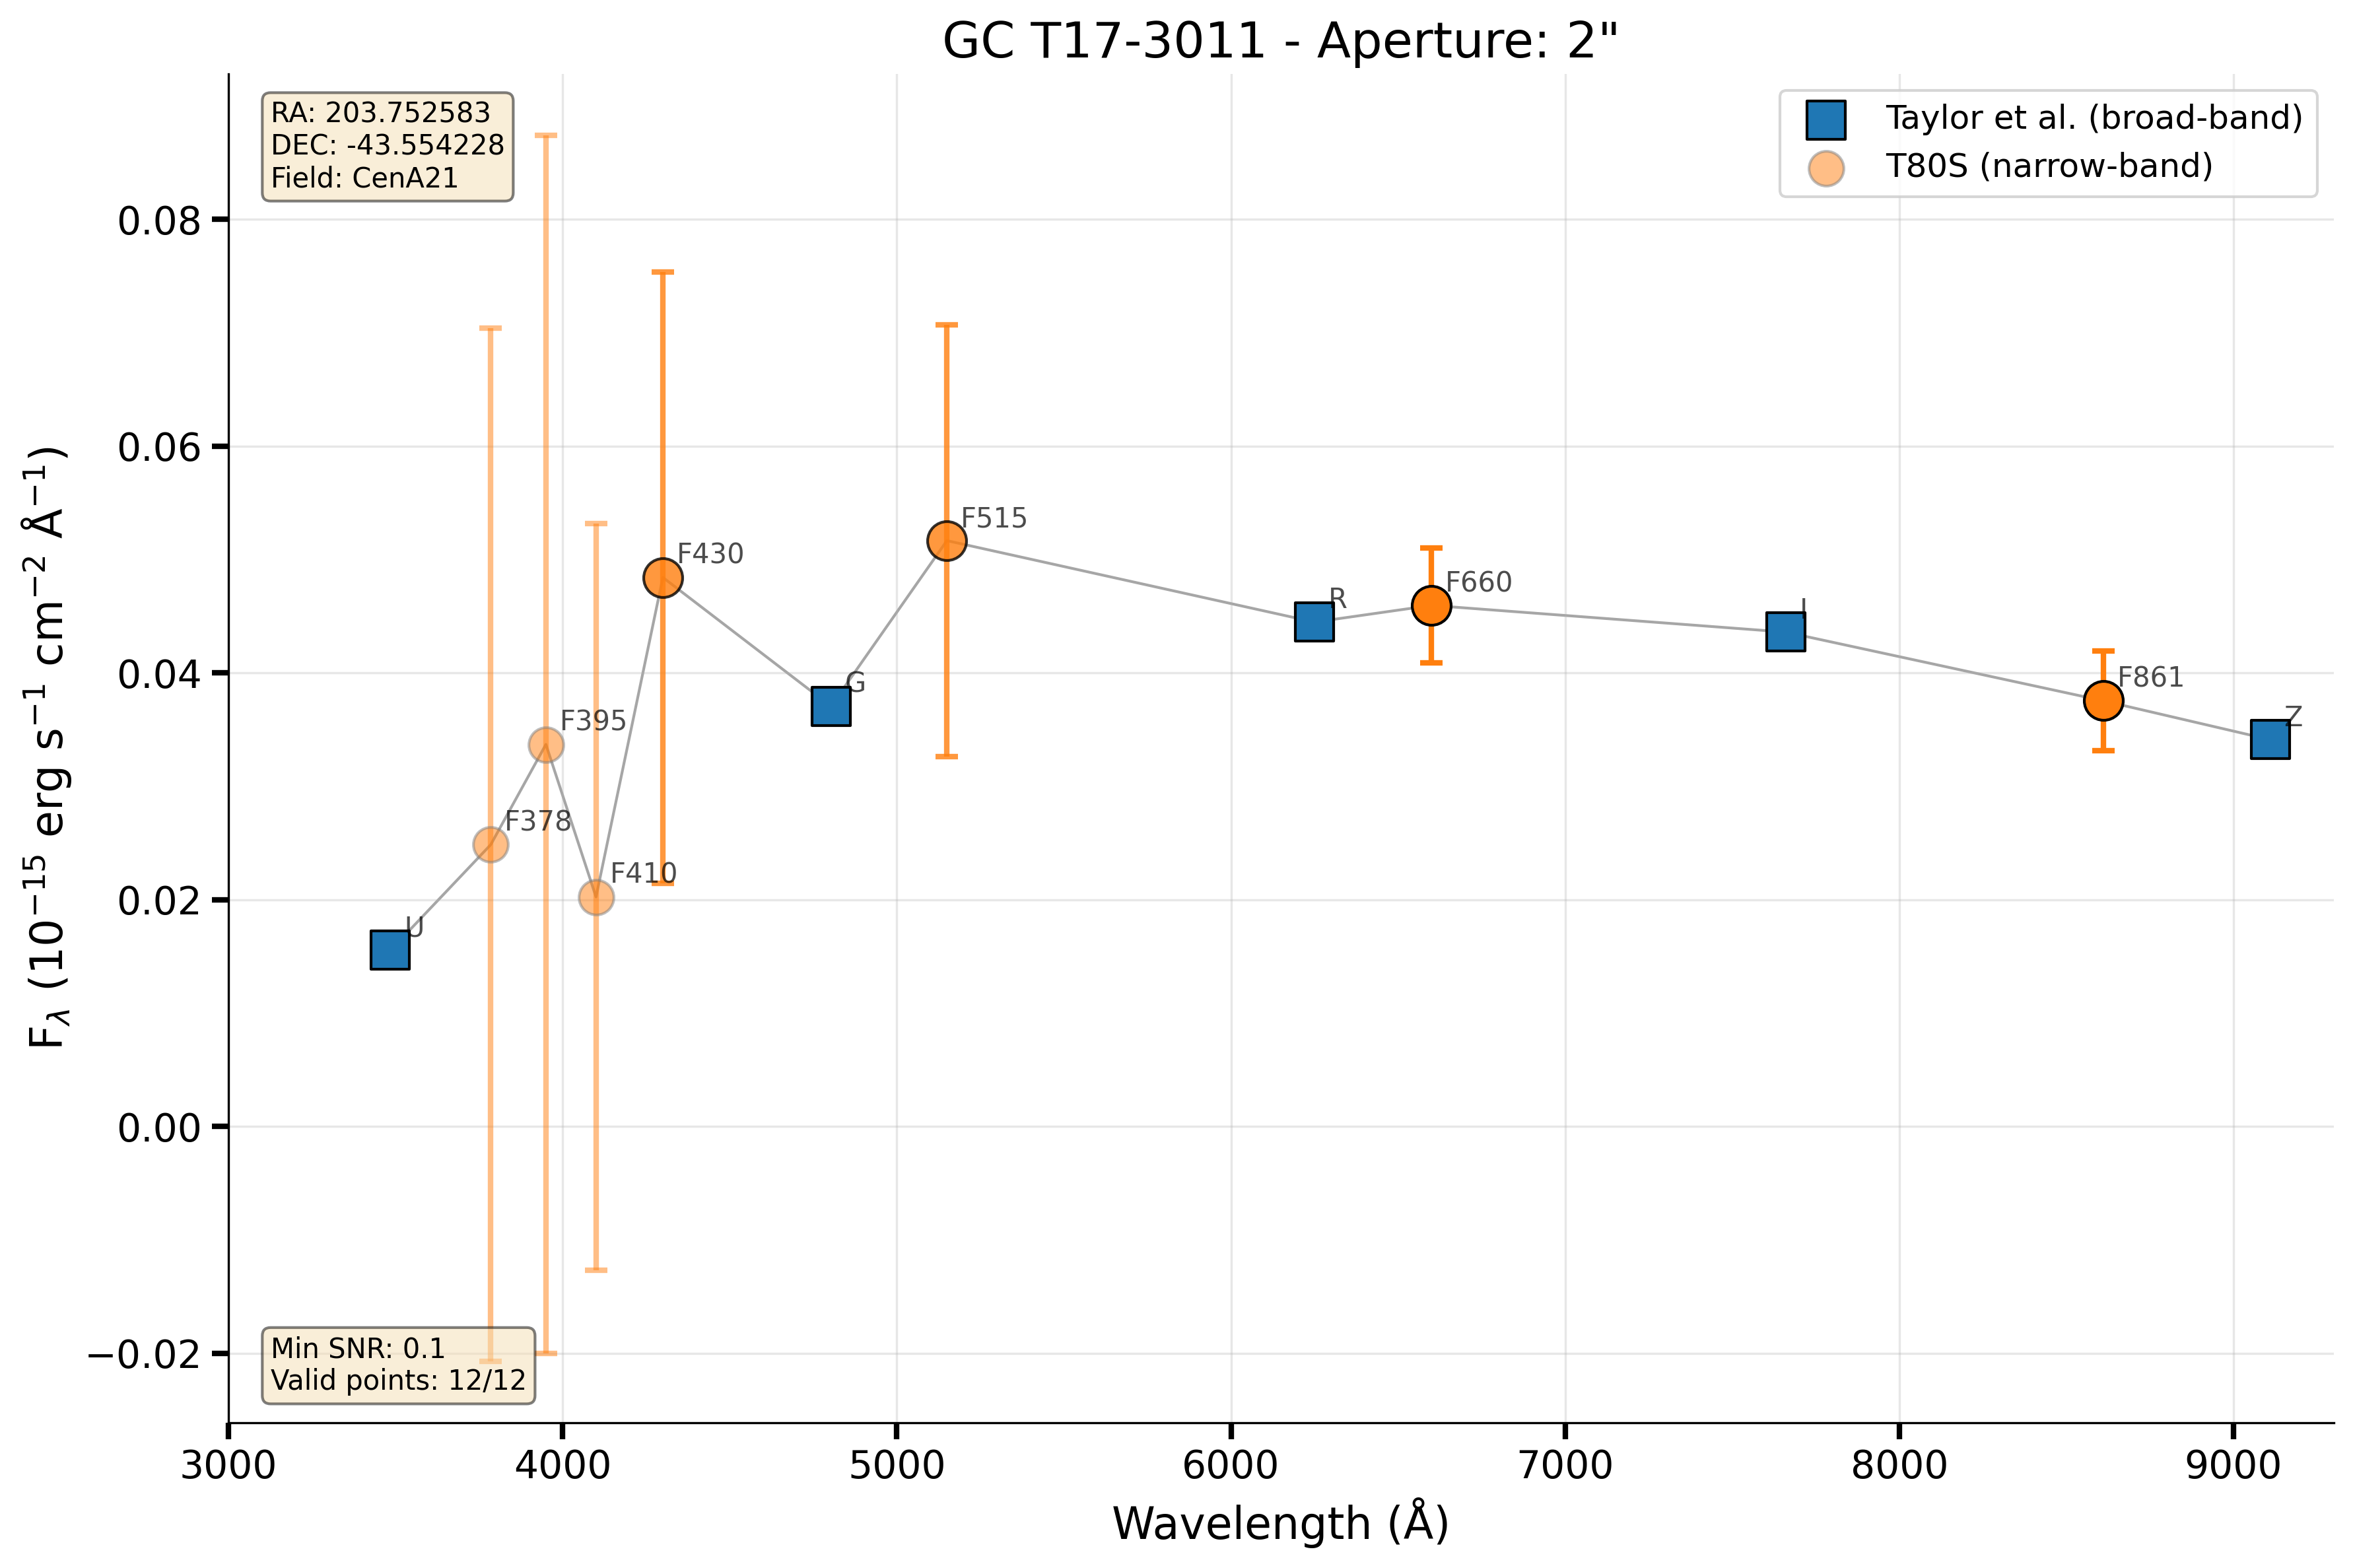 GC T17-3011 - Aperture: 2"
RA: 203.752583
DEC: -43.554228
Field: CenA21
Taylor et al. (broad-band)
T80S (narrow-band)
0.08
0.06
0.04
0.02
0.00
−0.02
F_λ (10⁻¹⁵ erg s⁻¹ cm⁻² Å⁻¹)
U
F378
F395
F410
F430
G
F515
R
F660
I
F861
Z
Min SNR: 0.1
Valid points: 12/12
3000 4000 5000 6000 7000 8000 9000
Wavelength (Å)